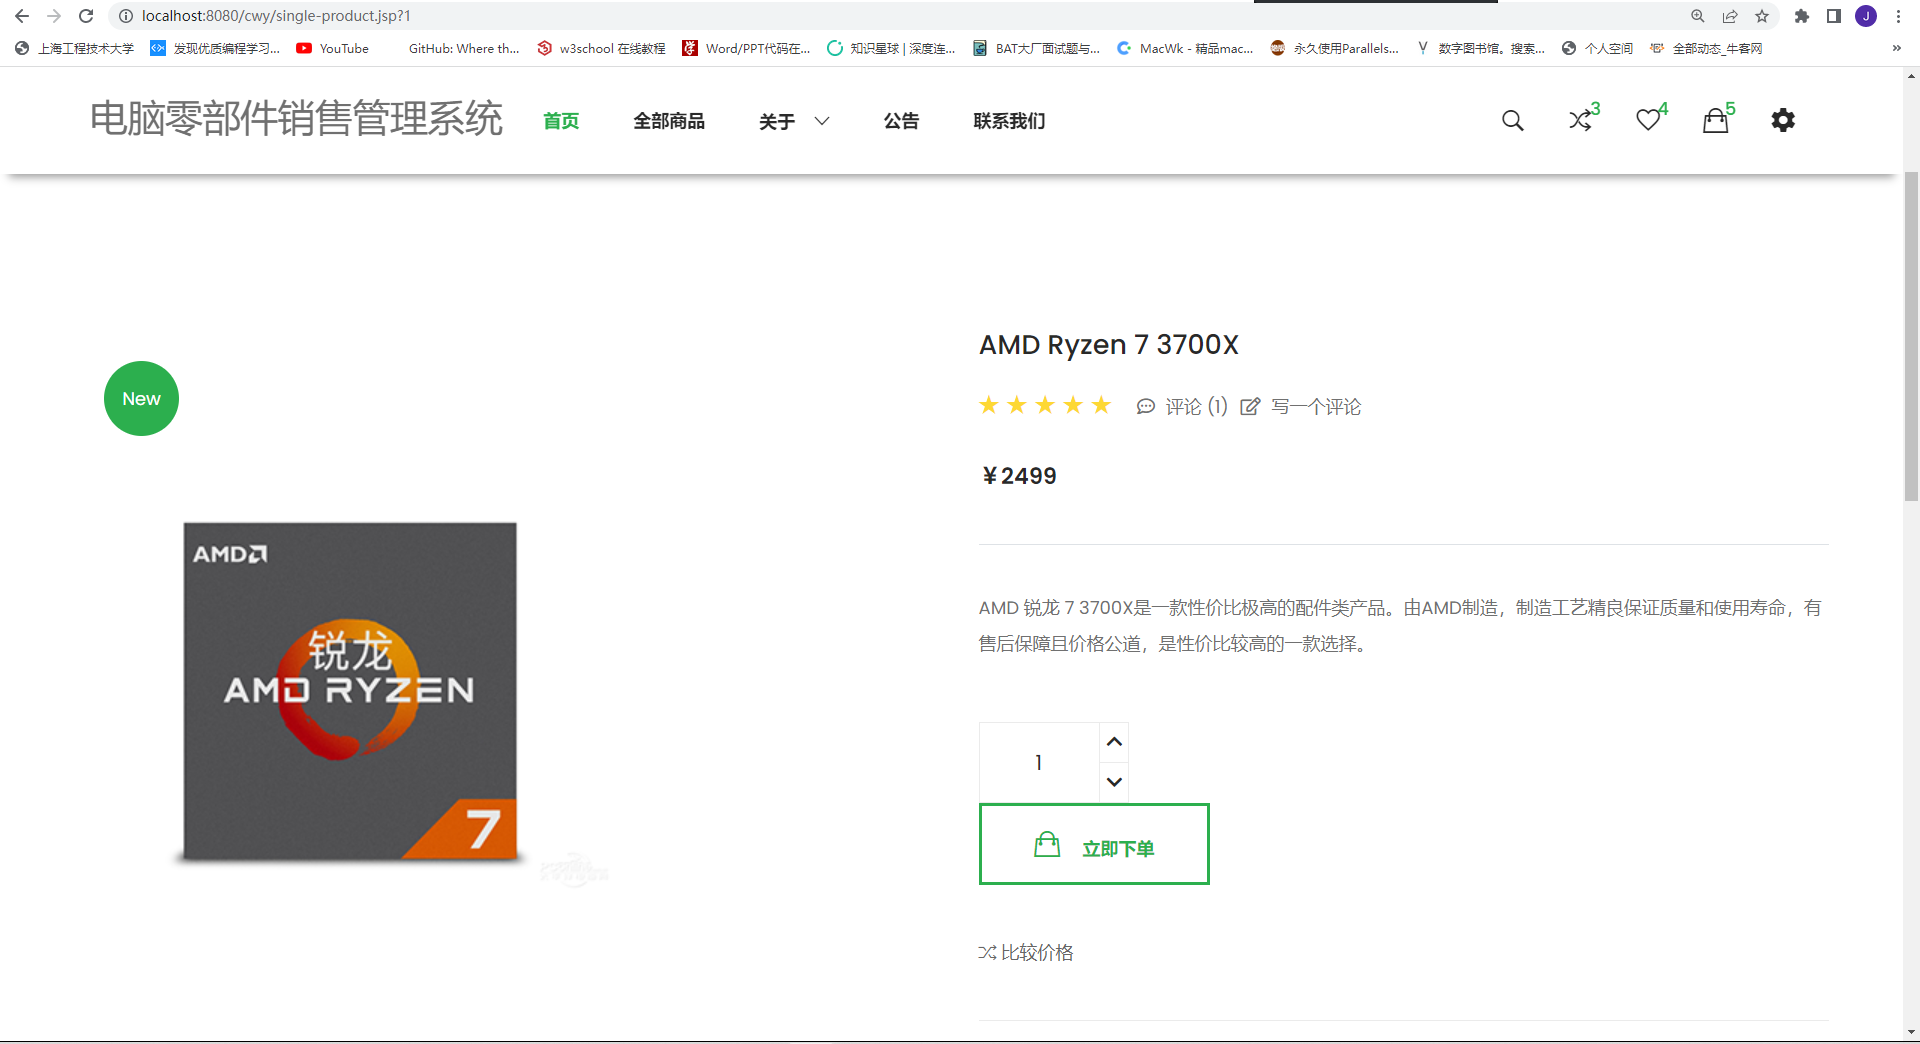 localhost:8080/cwy/single-product.jsp?1
J
上海工程技术大学 发现优质编程学习... YouTube GitHub: Where th... w3school 在线教程 Word/PPT代码在... 知识星球 | 深度连... BAT大厂面试题与... MacWk - 精品mac... 永久使用Parallels... 数字图书馆。搜索... 个人空间 全部动态_牛客网 »
电脑零部件销售管理系统 首页 全部商品 关于 公告 联系我们 3 4 5
New
AMD
锐龙
AMD RYZEN
7
AMD Ryzen 7 3700X
评论 (1) 写一个评论
¥2499
AMD 锐龙 7 3700X是一款性价比极高的配件类产品。由AMD制造，制造工艺精良保证质量和使用寿命，有
售后保障且价格公道，是性价比较高的一款选择。
1
立即下单
比较价格